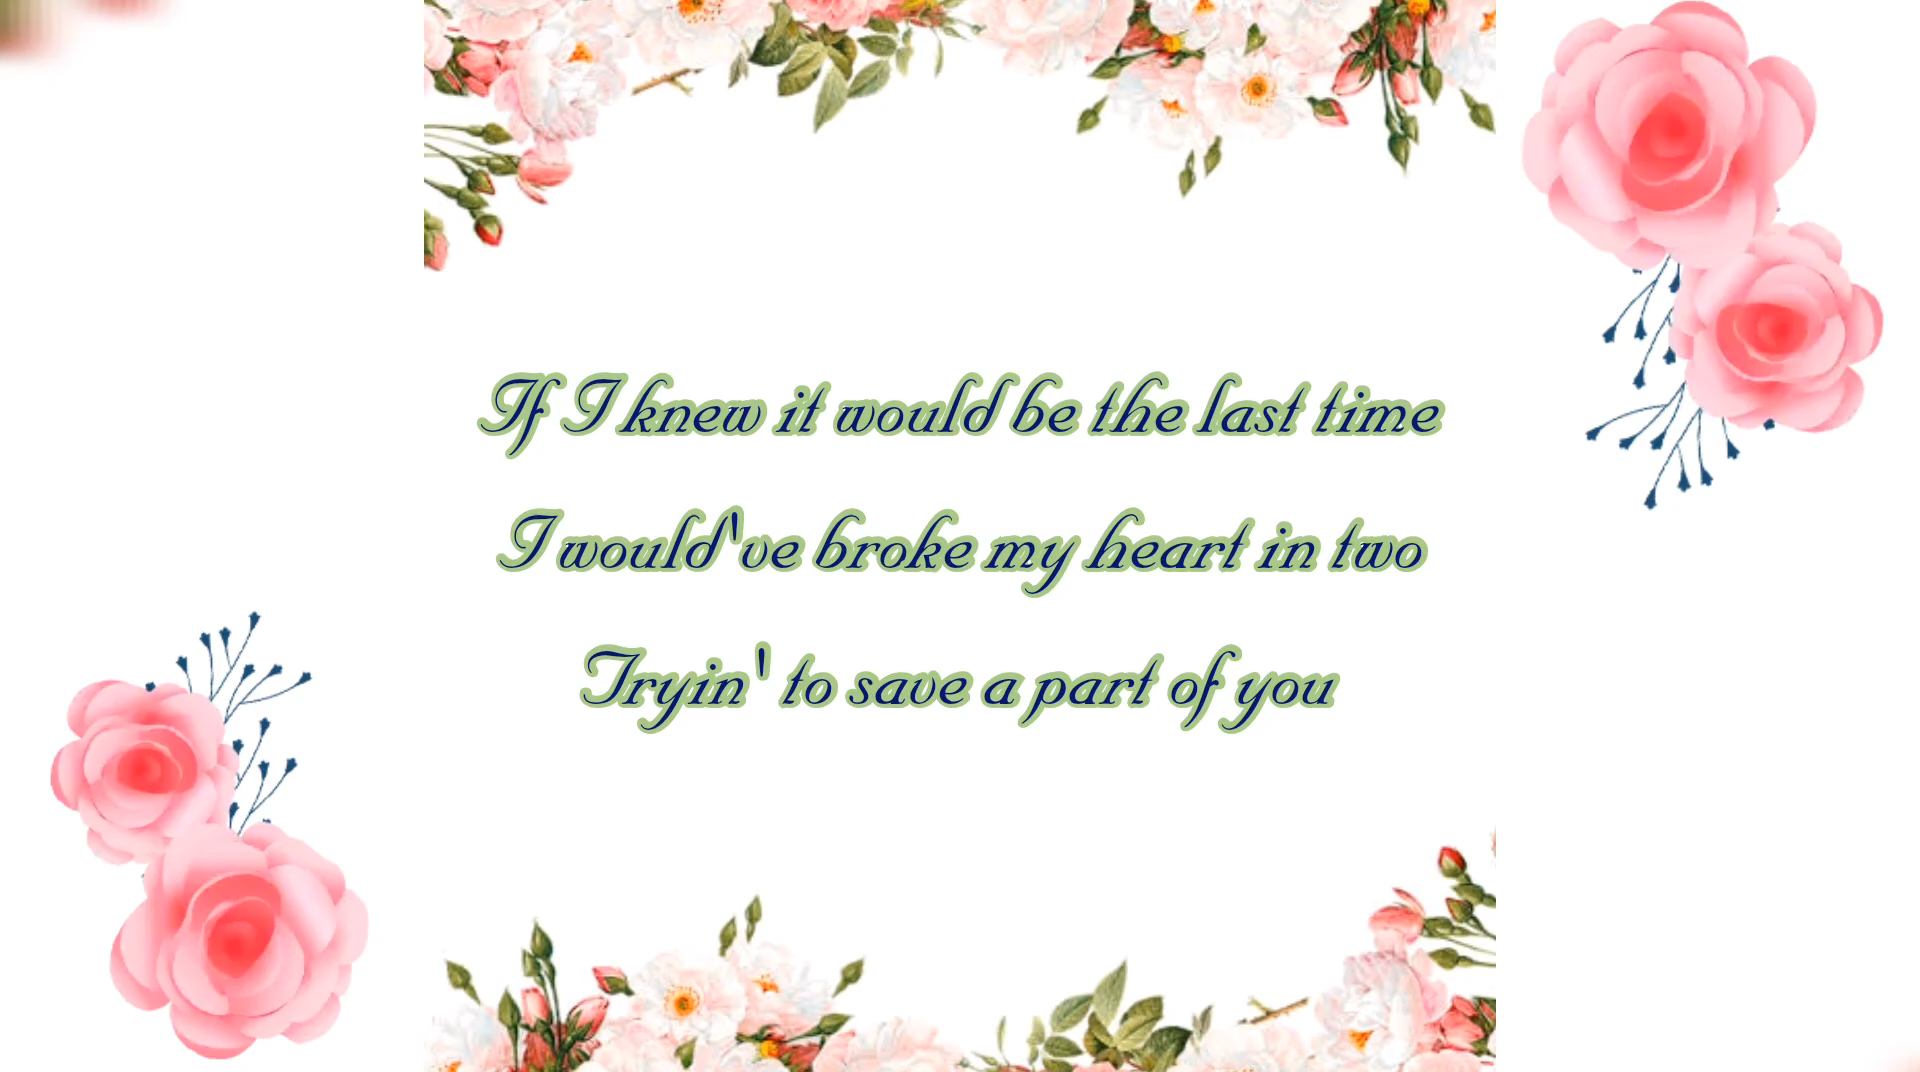 If I knew it would be the last time
I would've broke my heart in two
Tryin' to save a part of you